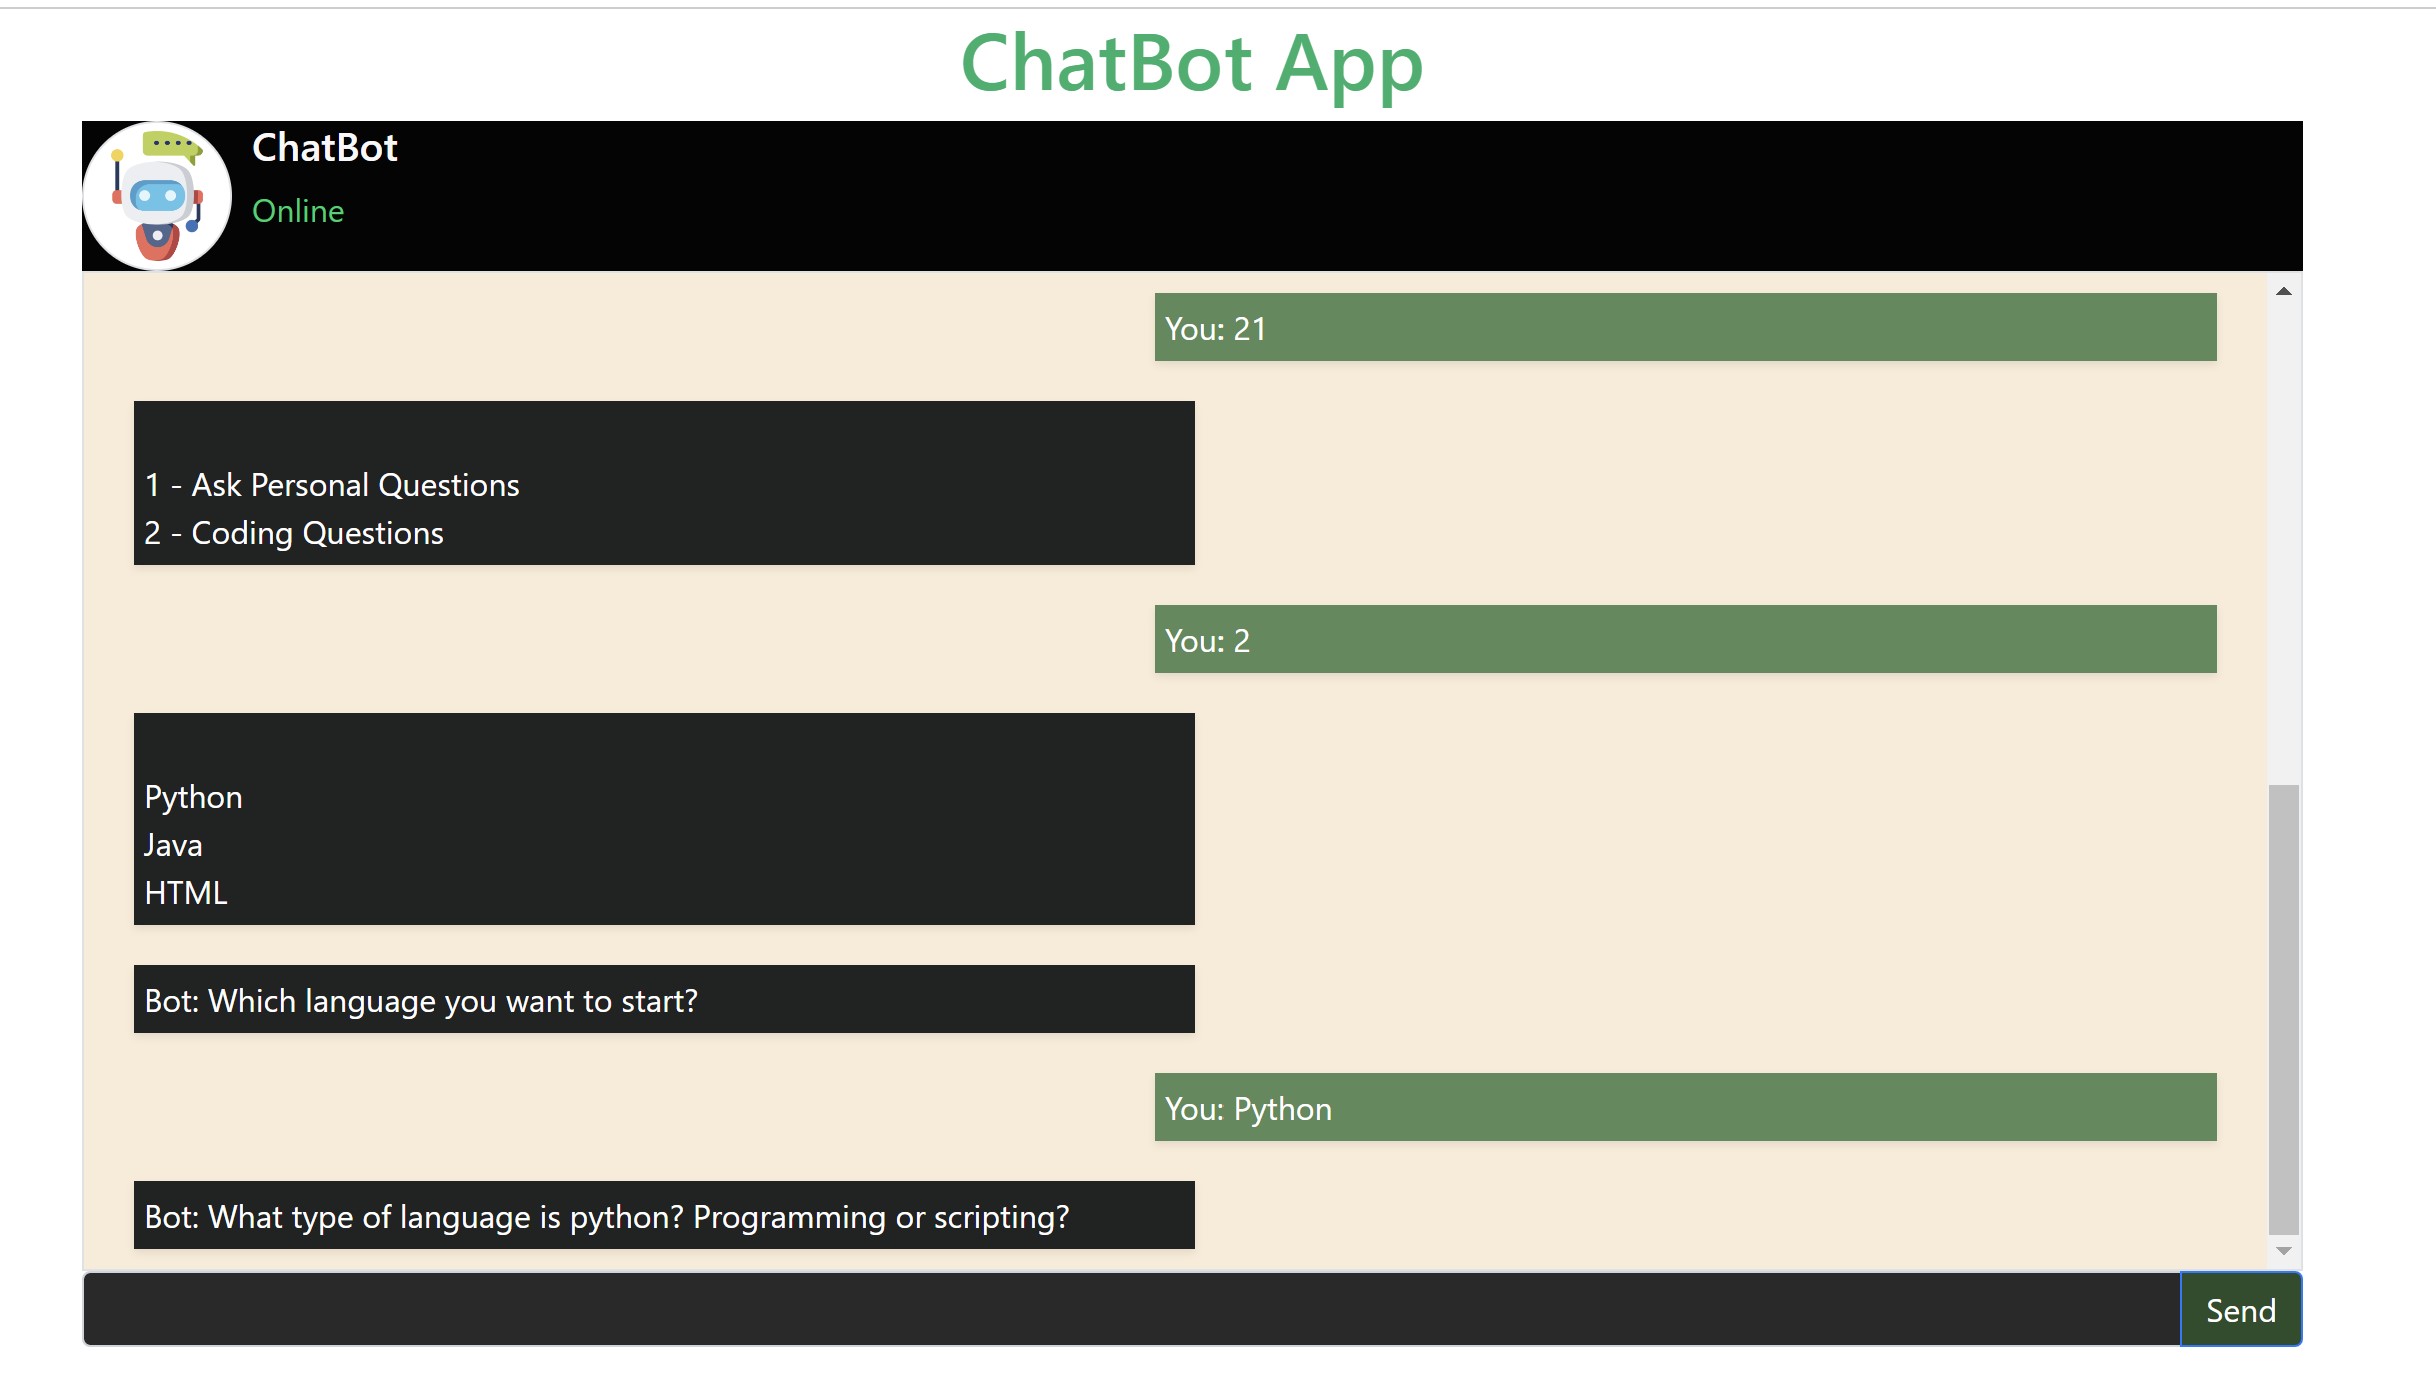 ChatBot App
ChatBot
Online
You: 21
1 - Ask Personal Questions
2 - Coding Questions
You: 2
Python
Java
HTML
Bot: Which language you want to start?
You: Python
Bot: What type of language is python? Programming or scripting?
Send